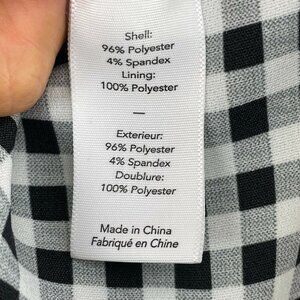 Shell:
96% Polyester
4% Spandex
Lining:
100% Polyester
—
Exterieur:
96% Polyester
4% Spandex
Doublure:
100% Polyester
Made in China
Fabriqué en Chine